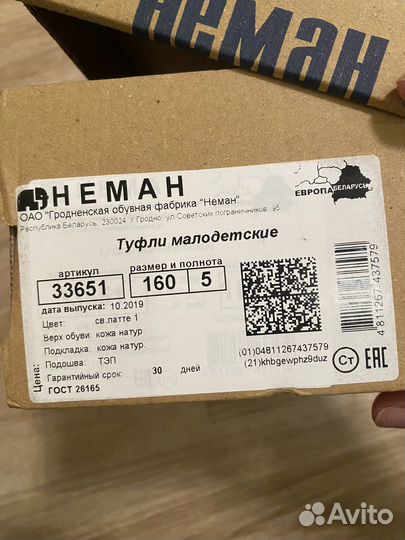 неман
НЕМАН
ОАО "Гродненская обувная фабрика "Неман"
Республика Беларусь, 230024 г.Гродно, ул.Советских пограничников, 95
ЕВРОПА БЕЛАРУСЬ
Туфли малодетские
артикул размер и полнота
33651 160 5
дата выпуска: 10.2019
Цвет: св.латте 1
Верх обуви: кожа натур.
Подкладка: кожа натур.
Подошва: ТЭП
Гарантийный срок: 30 дней
ГОСТ 26165
Цена:
(01)04811267437579
(21)khbgewphz9duz
4 811267 437579
Ст ЕАС
Avito